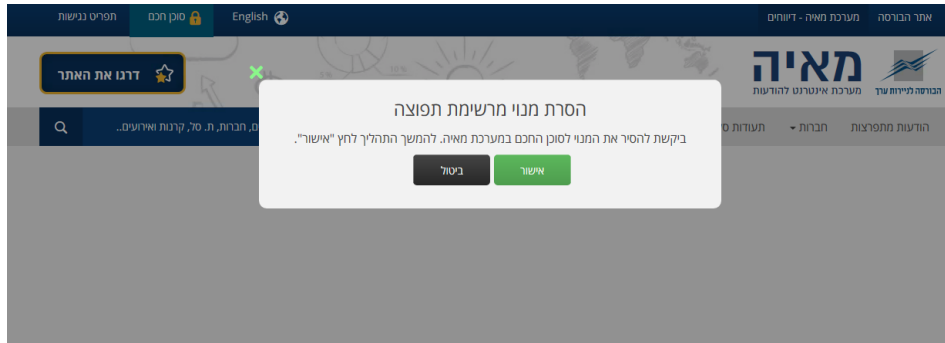 אתר הבורסה
מערכת מאיה - דיווחים
English
סוכן חכם
תפריט נגישות
הבורסה לניירות ערך
מאיה
מערכת אינטרנט להודעות
דרגו את האתר
הודעות מתפרצות
חברות
תעודות
חברות, ת. סל, קרנות ואירועים..
הסרת מנוי מרשימת תפוצה
ביקשת להסיר את המנוי לסוכן החכם במערכת מאיה. להמשך התהליך לחץ "אישור".
אישור
ביטול